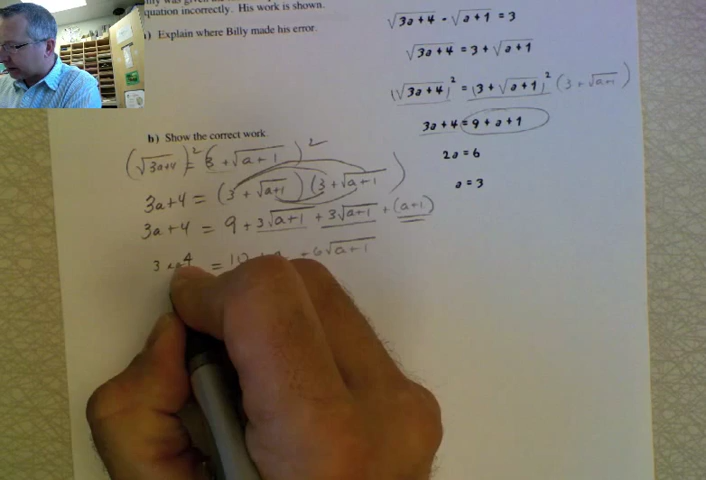 quation incorrectly. His work is shown.
) Explain where Billy made his error.
√3a+4 - √a+1 = 3
√3a+4 = 3 + √a+1
(√3a+4)² = (3 + √a+1)² (3 + √a+1)
3a+4 = 9 + a + 1
2a = 6
a = 3
b) Show the correct work.
(√3a+4)² = (3 + √a+1)²
3a+4 = (3 + √a+1)(3 + √a+1)
3a+4 = 9 + 3√a+1 + 3√a+1 + (a+1)
= 10 + 6√a+1